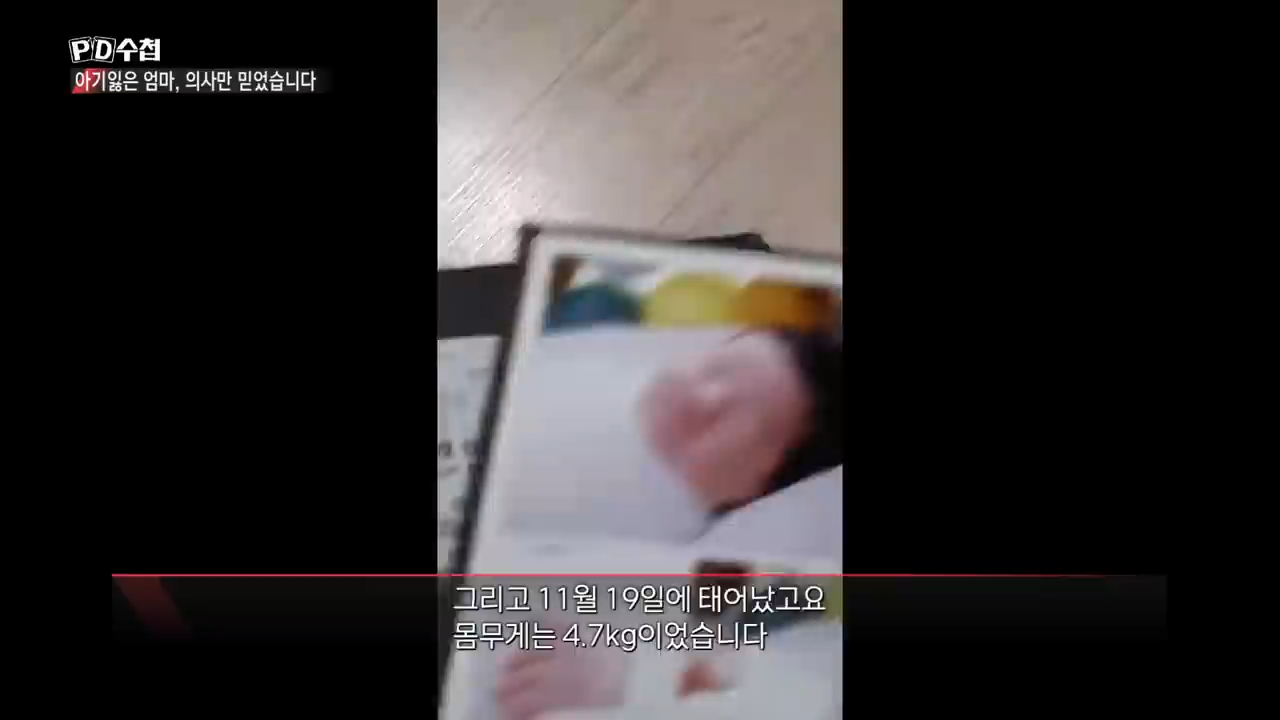 PD수첩
아기잃은 엄마, 의사만 믿었습니다
그리고 11월 19일에 태어났고요
몸무게는 4.7kg이었습니다